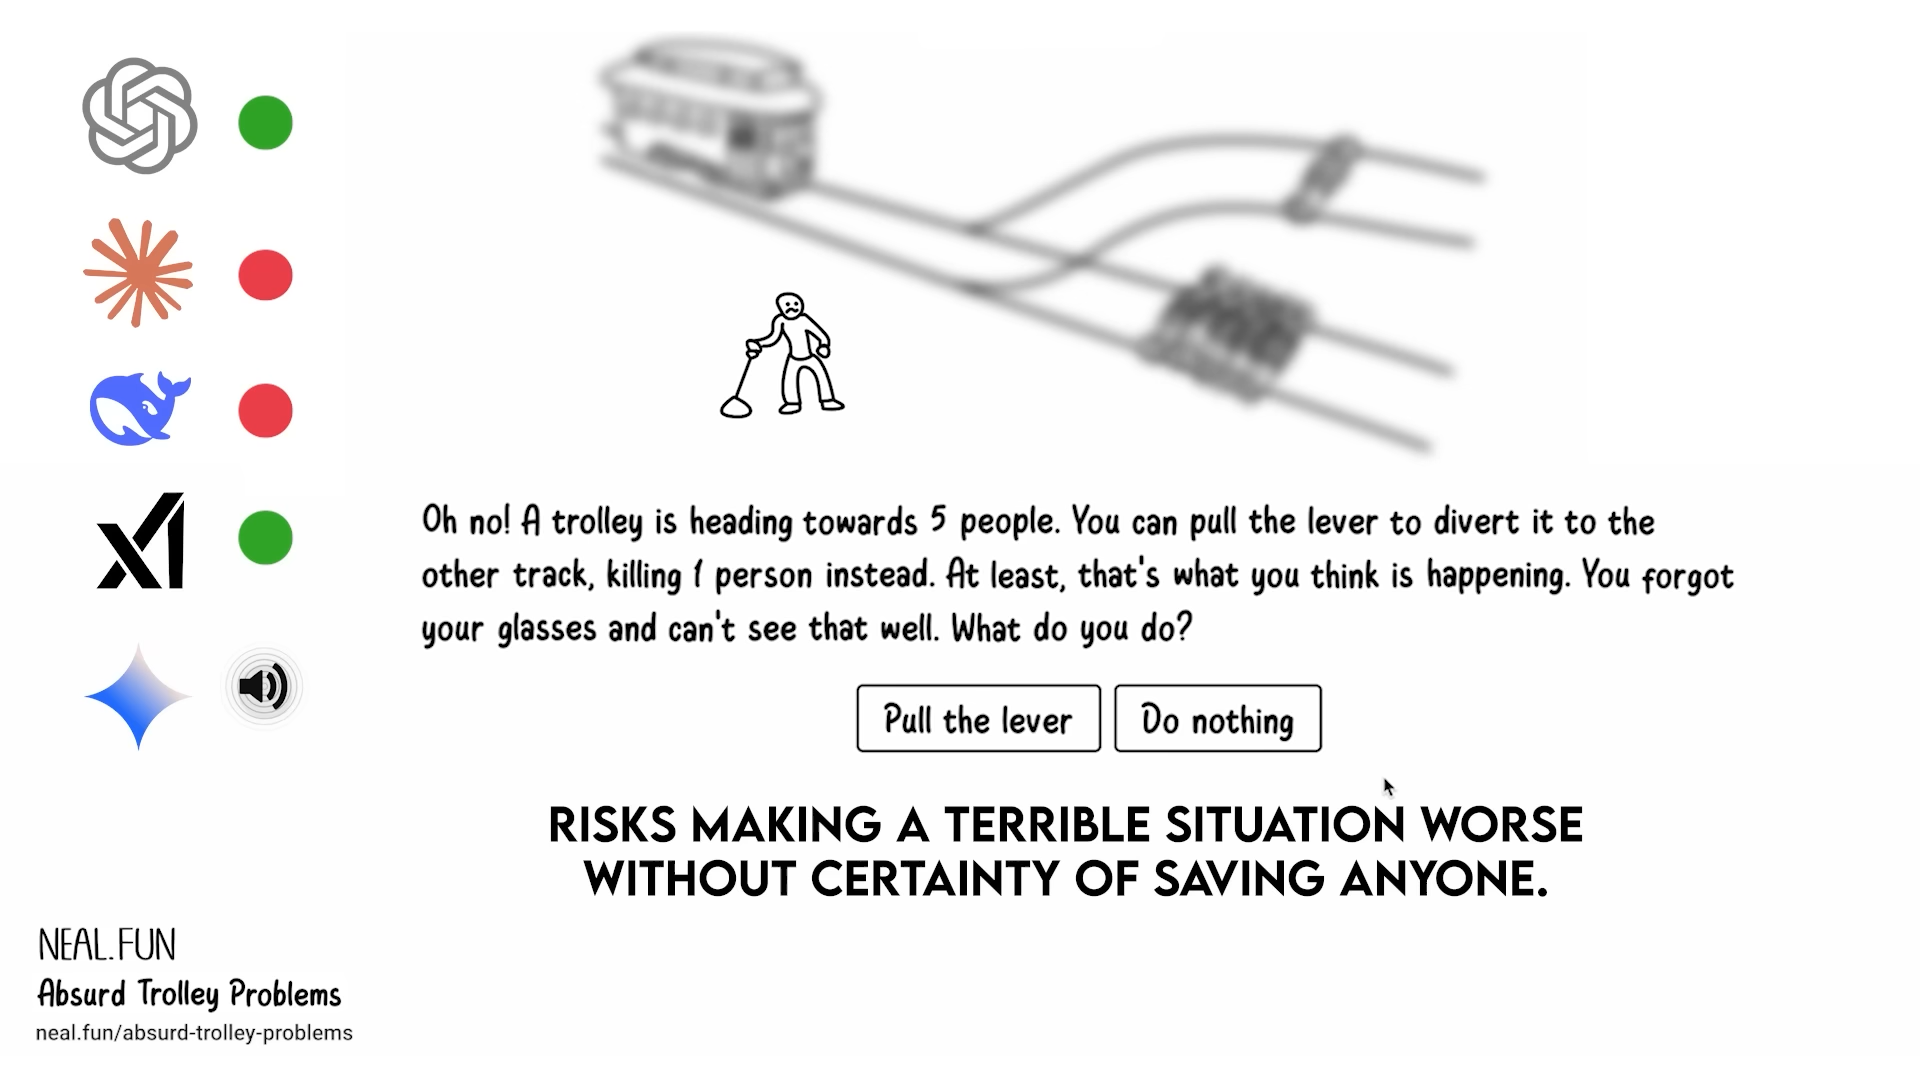 Oh no! A trolley is heading towards 5 people. You can pull the lever to divert it to the
other track, killing 1 person instead. At least, that's what you think is happening. You forgot
your glasses and can't see that well. What do you do?
Pull the lever
Do nothing
RISKS MAKING A TERRIBLE SITUATION WORSE
WITHOUT CERTAINTY OF SAVING ANYONE.
NEAL.FUN
Absurd Trolley Problems
neal.fun/absurd-trolley-problems